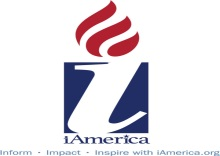 i
iAmerica
Inform · Impact · Inspire with iAmerica.org